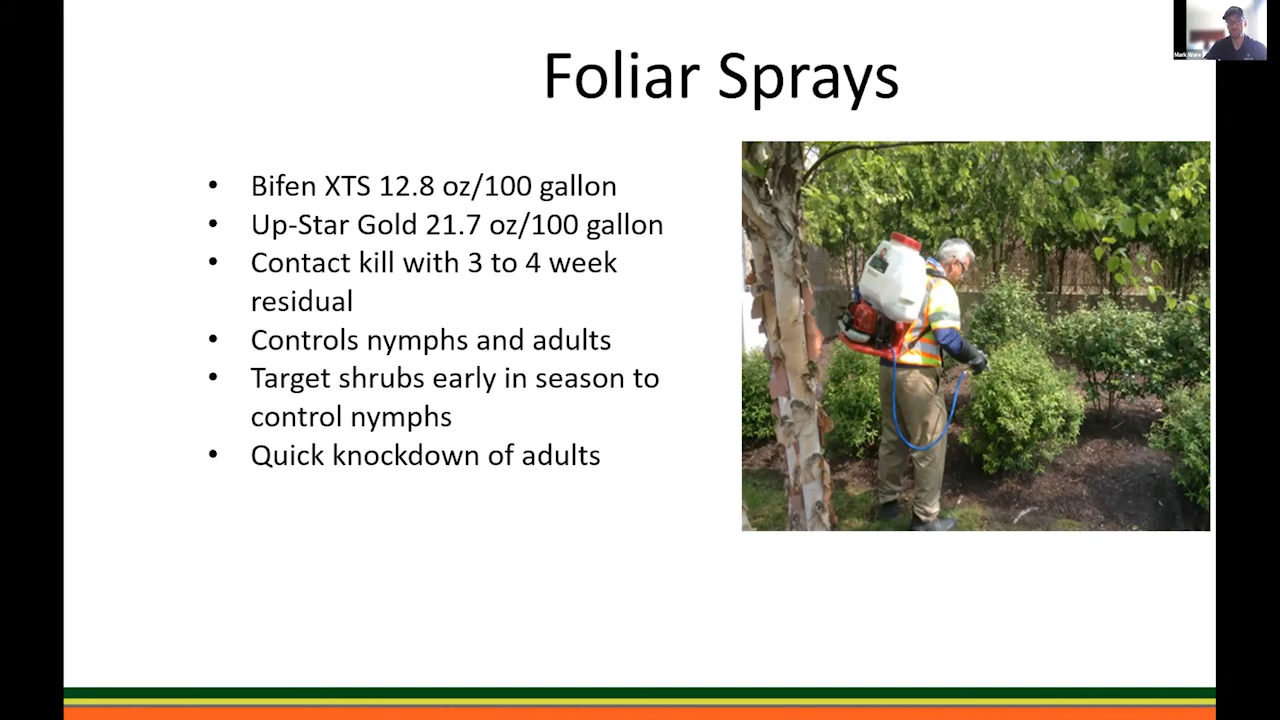 Mark Ware
Foliar Sprays
• Bifen XTS 12.8 oz/100 gallon
• Up-Star Gold 21.7 oz/100 gallon
• Contact kill with 3 to 4 week
residual
• Controls nymphs and adults
• Target shrubs early in season to
control nymphs
• Quick knockdown of adults